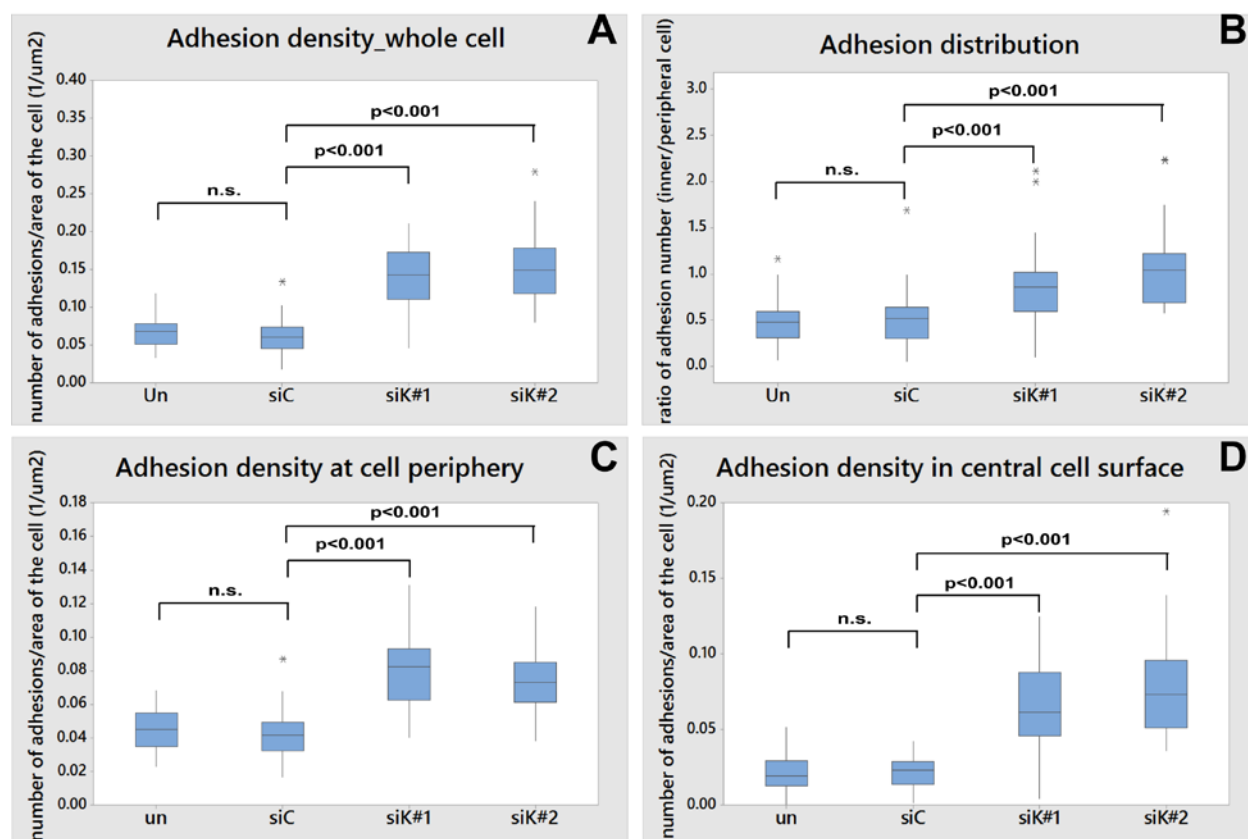 Adhesion density_whole cell
A
number of adhesions/area of the cell (1/um2)
0.40
0.35
0.30
0.25
0.20
0.15
0.10
0.05
0.00
p<0.001
p<0.001
n.s.
*
*
Un
siC
siK#1
siK#2
Adhesion distribution
B
ratio of adhesion number (inner/peripheral cell)
3.0
2.5
2.0
1.5
1.0
0.5
0.0
p<0.001
p<0.001
n.s.
*
*
*
*
*
Un
siC
siK#1
siK#2
Adhesion density at cell periphery
C
number of adhesions/area of the cell (1/um2)
0.18
0.16
0.14
0.12
0.10
0.08
0.06
0.04
0.02
0.00
p<0.001
p<0.001
n.s.
*
un
siC
siK#1
siK#2
Adhesion density in central cell surface
D
number of adhesions/area of the cell (1/um2)
0.20
0.15
0.10
0.05
0.00
p<0.001
p<0.001
n.s.
*
Un
siC
siK#1
siK#2